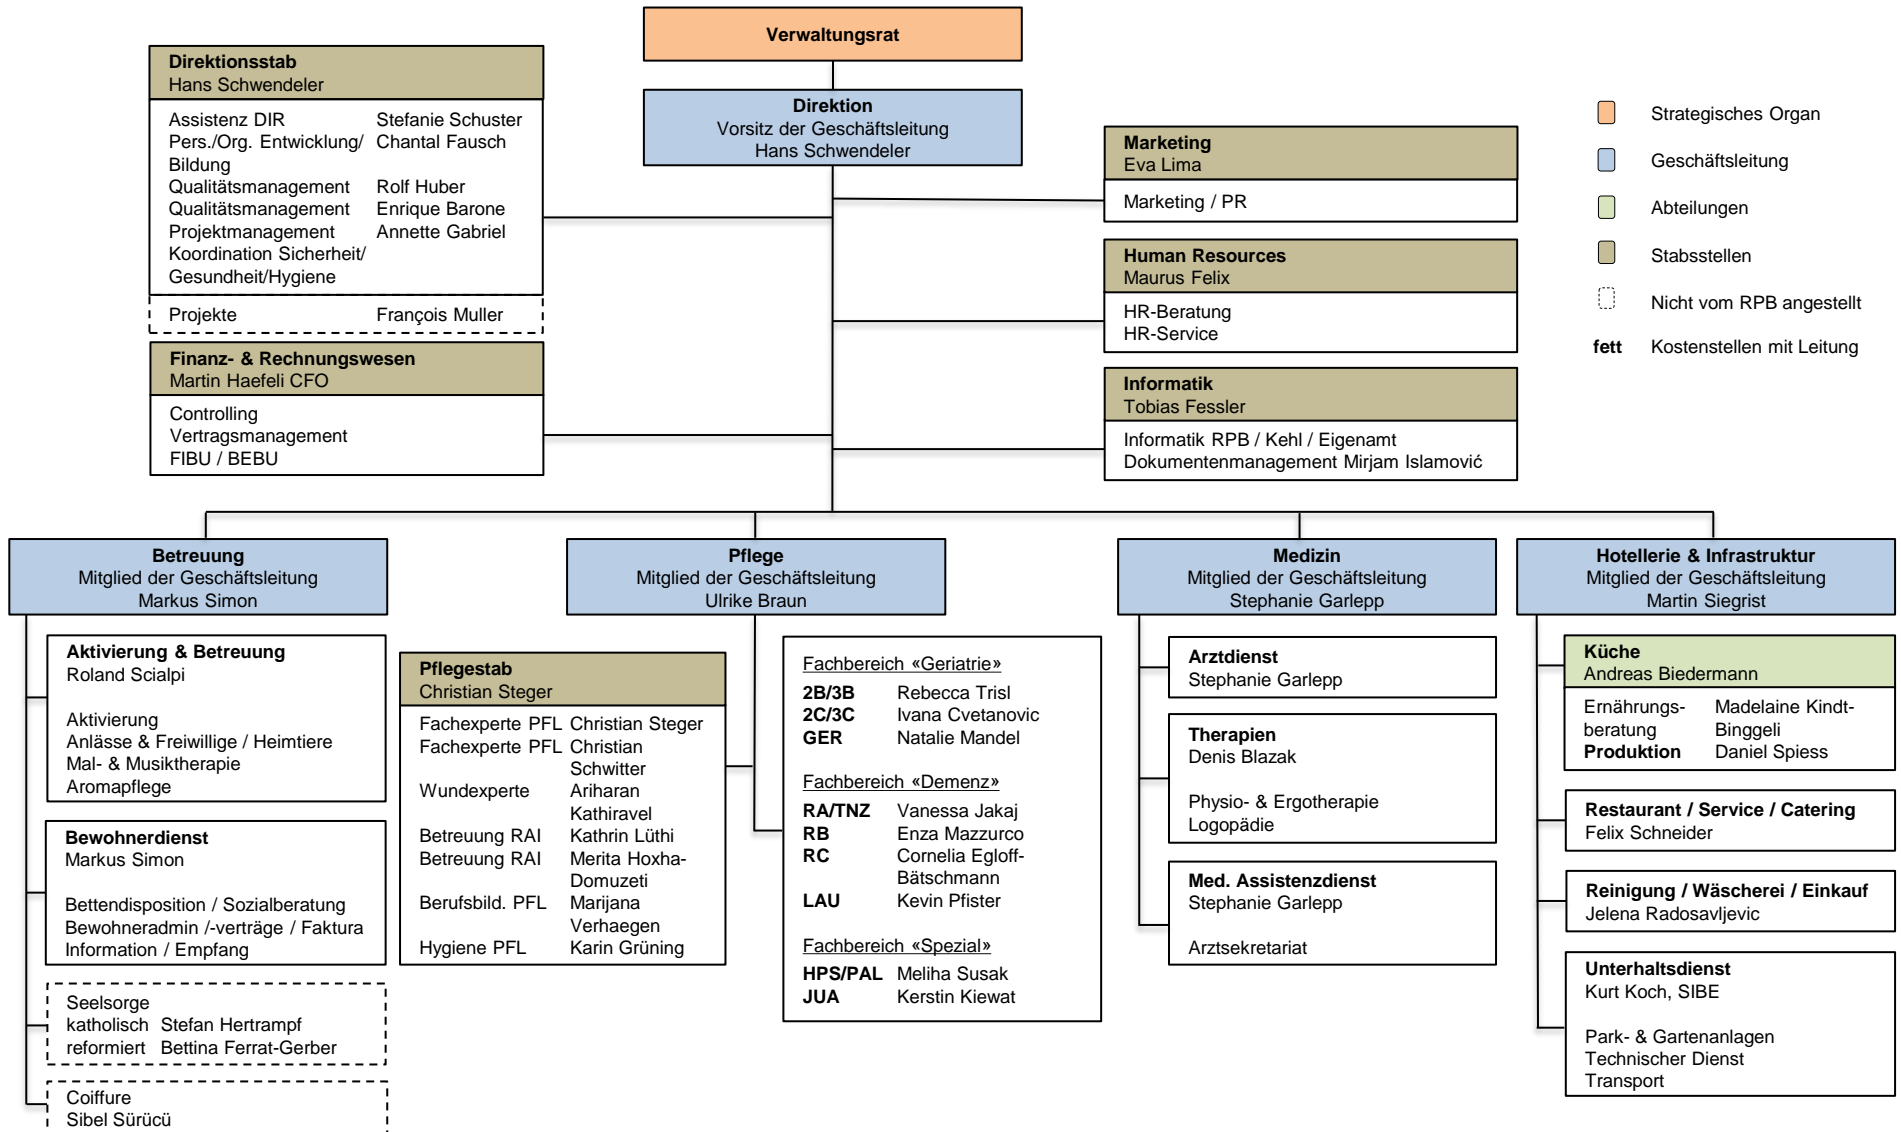 Verwaltungsrat
Direktion
Vorsitz der Geschäftsleitung
Hans Schwendeler
Direktionsstab
Hans Schwendeler
Assistenz DIR Stefanie Schuster
Pers./Org. Entwicklung/ Chantal Fausch
Bildung
Qualitätsmanagement Rolf Huber
Qualitätsmanagement Enrique Barone
Projektmanagement Annette Gabriel
Koordination Sicherheit/
Gesundheit/Hygiene
Projekte François Muller
Finanz- & Rechnungswesen
Martin Haefeli CFO
Controlling
Vertragsmanagement
FIBU / BEBU
Marketing
Eva Lima
Marketing / PR
Human Resources
Maurus Felix
HR-Beratung
HR-Service
Informatik
Tobias Fessler
Informatik RPB / Kehl / Eigenamt
Dokumentenmanagement Mirjam Islamović
Strategisches Organ
Geschäftsleitung
Abteilungen
Stabsstellen
Nicht vom RPB angestellt
fett Kostenstellen mit Leitung
Betreuung
Mitglied der Geschäftsleitung
Markus Simon
Aktivierung & Betreuung
Roland Scialpi
Aktivierung
Anlässe & Freiwillige / Heimtiere
Mal- & Musiktherapie
Aromapflege
Bewohnerdienst
Markus Simon
Bettendisposition / Sozialberatung
Bewohneradmin /-verträge / Faktura
Information / Empfang
Seelsorge
katholisch Stefan Hertrampf
reformiert Bettina Ferrat-Gerber
Coiffure
Sibel Sürücü
Pflege
Mitglied der Geschäftsleitung
Ulrike Braun
Pflegestab
Christian Steger
Fachexperte PFL Christian Steger
Fachexperte PFL Christian
Schwitter
Wundexperte Ariharan
Kathiravel
Betreuung RAI Kathrin Lüthi
Betreuung RAI Merita Hoxha-
Domuzeti
Berufsbild. PFL Marijana
Verhaegen
Hygiene PFL Karin Grüning
Fachbereich «Geriatrie»
2B/3B Rebecca Trisl
2C/3C Ivana Cvetanovic
GER Natalie Mandel
Fachbereich «Demenz»
RA/TNZ Vanessa Jakaj
RB Enza Mazzurco
RC Cornelia Egloff-
Bätschmann
LAU Kevin Pfister
Fachbereich «Spezial»
HPS/PAL Meliha Susak
JUA Kerstin Kiewat
Medizin
Mitglied der Geschäftsleitung
Stephanie Garlepp
Arztdienst
Stephanie Garlepp
Therapien
Denis Blazak
Physio- & Ergotherapie
Logopädie
Med. Assistenzdienst
Stephanie Garlepp
Arztsekretariat
Hotellerie & Infrastruktur
Mitglied der Geschäftsleitung
Martin Siegrist
Küche
Andreas Biedermann
Ernährungs- Madelaine Kindt-
beratung Binggeli
Produktion Daniel Spiess
Restaurant / Service / Catering
Felix Schneider
Reinigung / Wäscherei / Einkauf
Jelena Radosavljevic
Unterhaltsdienst
Kurt Koch, SIBE
Park- & Gartenanlagen
Technischer Dienst
Transport